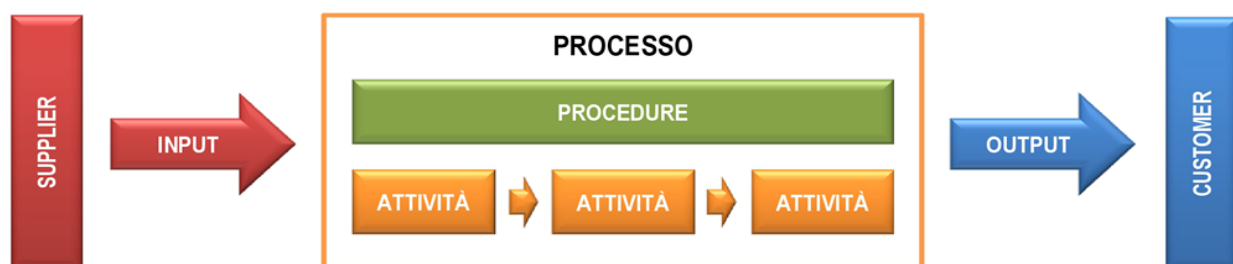 SUPPLIER
INPUT
PROCESSO
PROCEDURE
ATTIVITÀ
ATTIVITÀ
ATTIVITÀ
OUTPUT
CUSTOMER